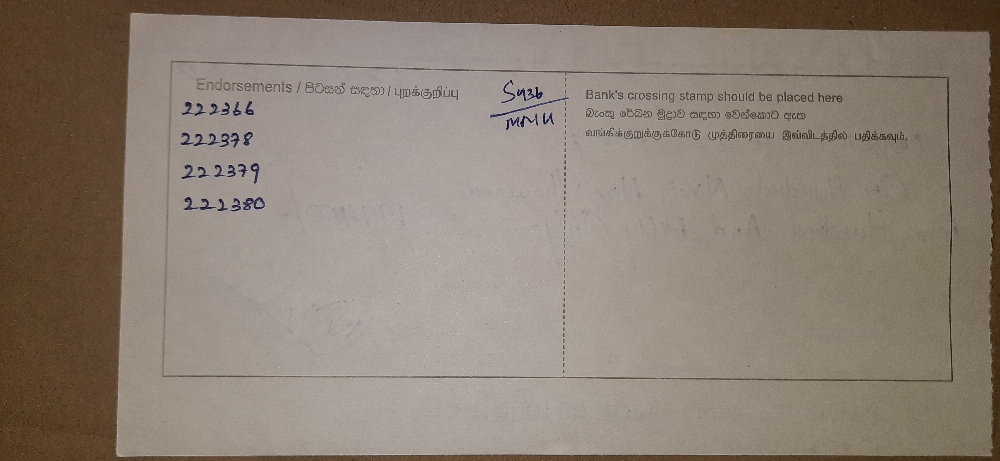 Endorsements / පිටසන් සඳහා / புறக்குறிப்பு
222366
222378
222379
222380
S436
MMU
Bank's crossing stamp should be placed here
බැංකු රේඛන මුද්‍රාව සඳහා වෙන්කොට ඇත
வங்கிக்குறுக்குக்கோடு முத்திரையை இவ்விடத்தில் பதிக்கவும்.